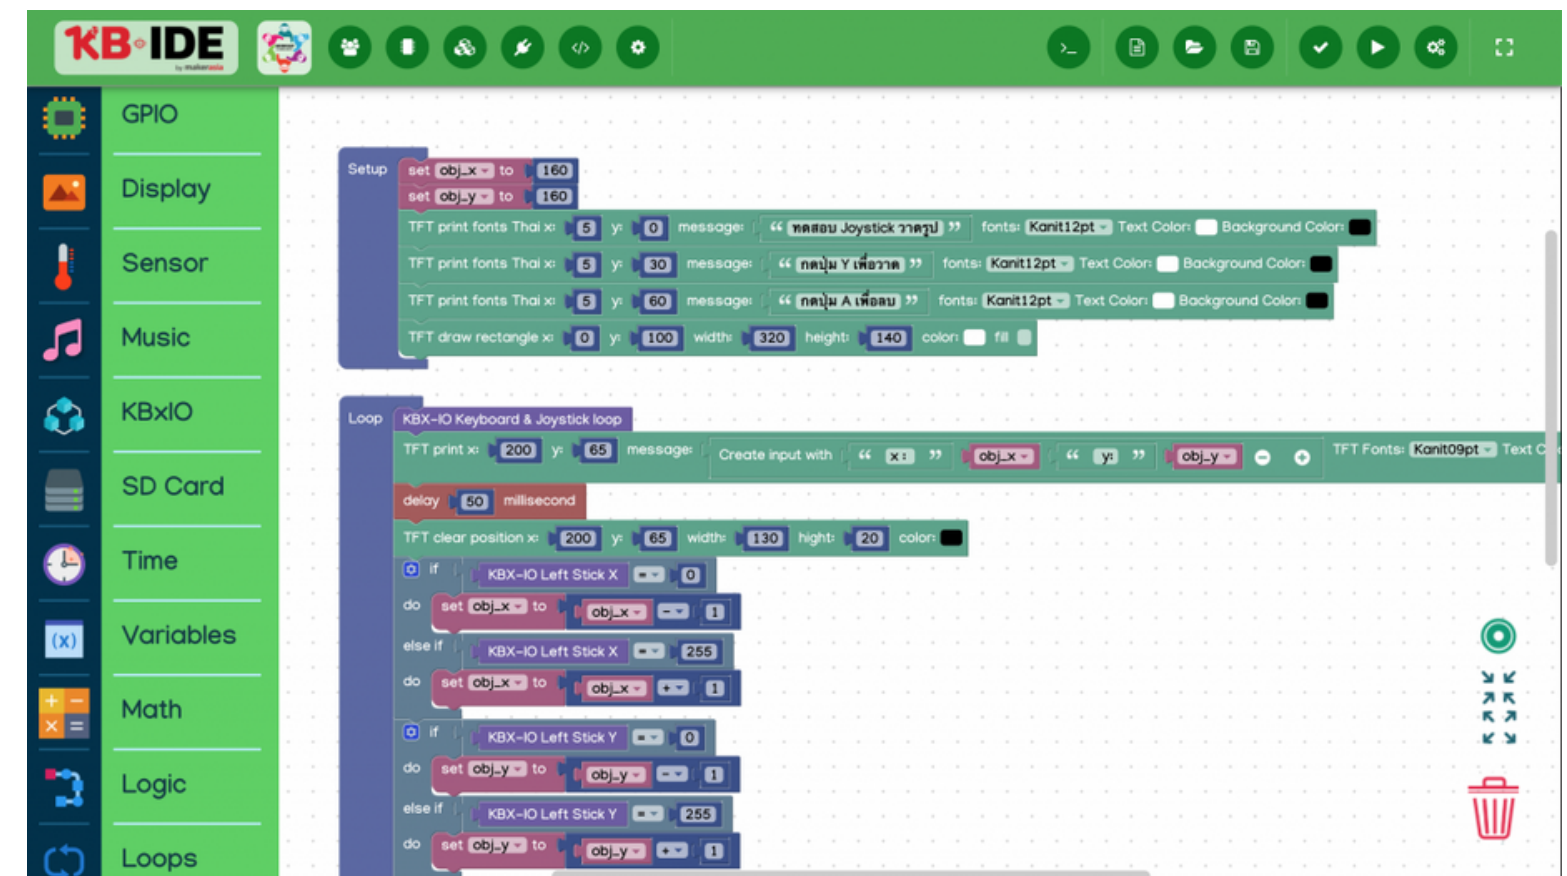 KB IDE
by makerasia
GPIO
Display
Sensor
Music
KBxIO
SD Card
Time
Variables
Math
Logic
Loops
Setup set obj_x to 160
set obj_y to 160
TFT print fonts Thai x: 5 y: 0 message: “ ทดสอบ Joystick วาดรูป ” fonts: Kanit12pt Text Color: Background Color:
TFT print fonts Thai x: 5 y: 30 message: “ กดปุ่ม Y เพื่อวาด ” fonts: Kanit12pt Text Color: Background Color:
TFT print fonts Thai x: 5 y: 60 message: “ กดปุ่ม A เพื่อลบ ” fonts: Kanit12pt Text Color: Background Color:
TFT draw rectangle x: 0 y: 100 width: 320 height: 140 color: fill
Loop KBX-IO Keyboard & Joystick loop
TFT print x: 200 y: 65 message: Create input with “ x: ” obj_x “ y: ” obj_y - + TFT Fonts: Kanit09pt Text C
delay 50 millisecond
TFT clear position x: 200 y: 65 width: 130 hight: 20 color:
if KBX-IO Left Stick X = 0
do set obj_x to obj_x - 1
else if KBX-IO Left Stick X = 255
do set obj_x to obj_x + 1
if KBX-IO Left Stick Y = 0
do set obj_y to obj_y - 1
else if KBX-IO Left Stick Y = 255
do set obj_y to obj_y + 1